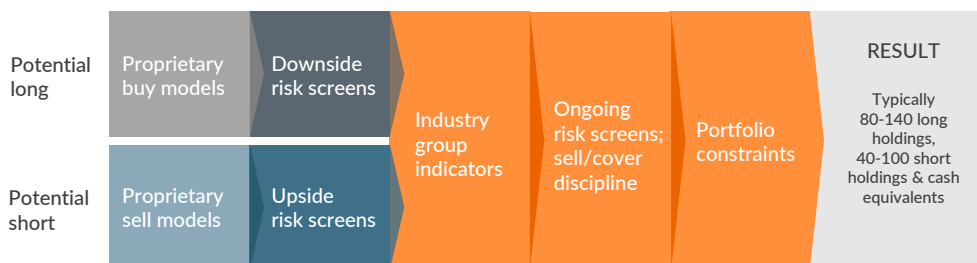 Potential
long
Proprietary
buy models
Downside
risk screens
Potential
short
Proprietary
sell models
Upside
risk screens
Industry
group
indicators
Ongoing
risk screens;
sell/cover
discipline
Portfolio
constraints
RESULT
Typically
80-140 long
holdings,
40-100 short
holdings & cash
equivalents